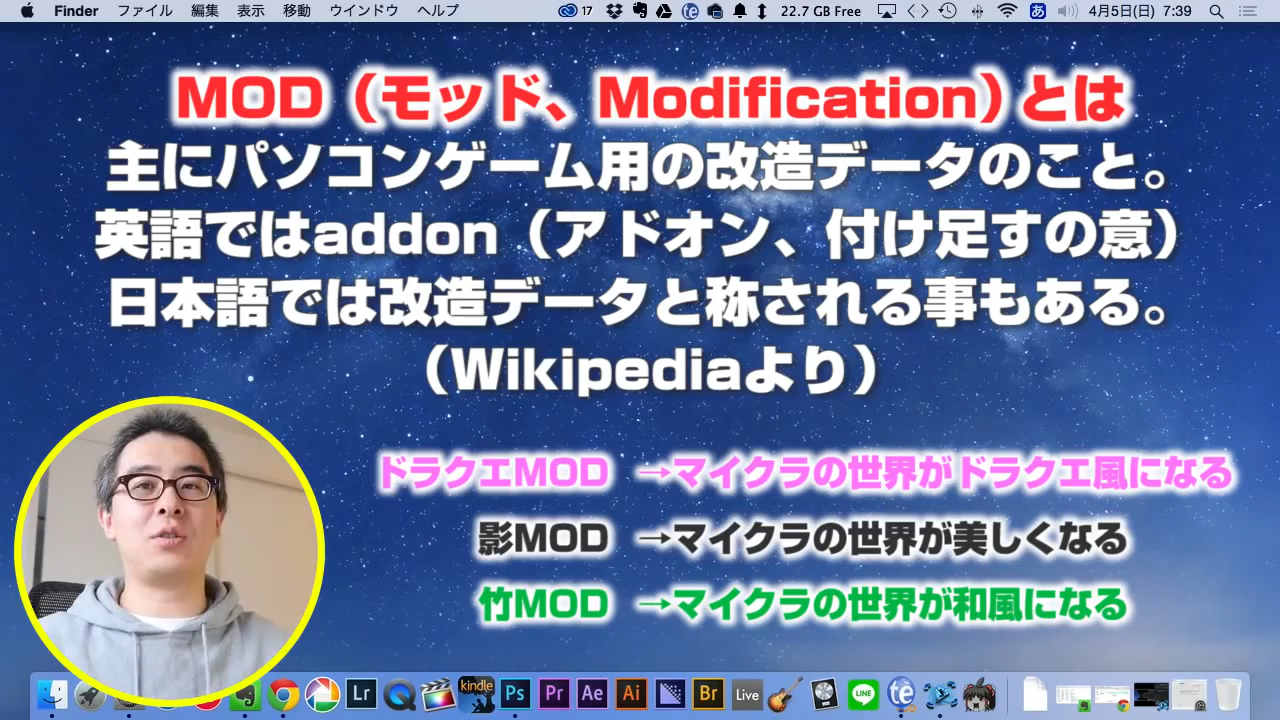 Finder ファイル 編集 表示 移動 ウインドウ ヘルプ 17 22.7 GB Free あ 4月5日(日) 7:39
MOD（モッド、Modification）とは
主にパソコンゲーム用の改造データのこと。
英語ではaddon（アドオン、付け足すの意）
日本語では改造データと称される事もある。
（Wikipediaより）
ドラクエMOD →マイクラの世界がドラクエ風になる
影MOD →マイクラの世界が美しくなる
竹MOD →マイクラの世界が和風になる
Lr kindle Ps Pr Ae Ai Br Live LINE te